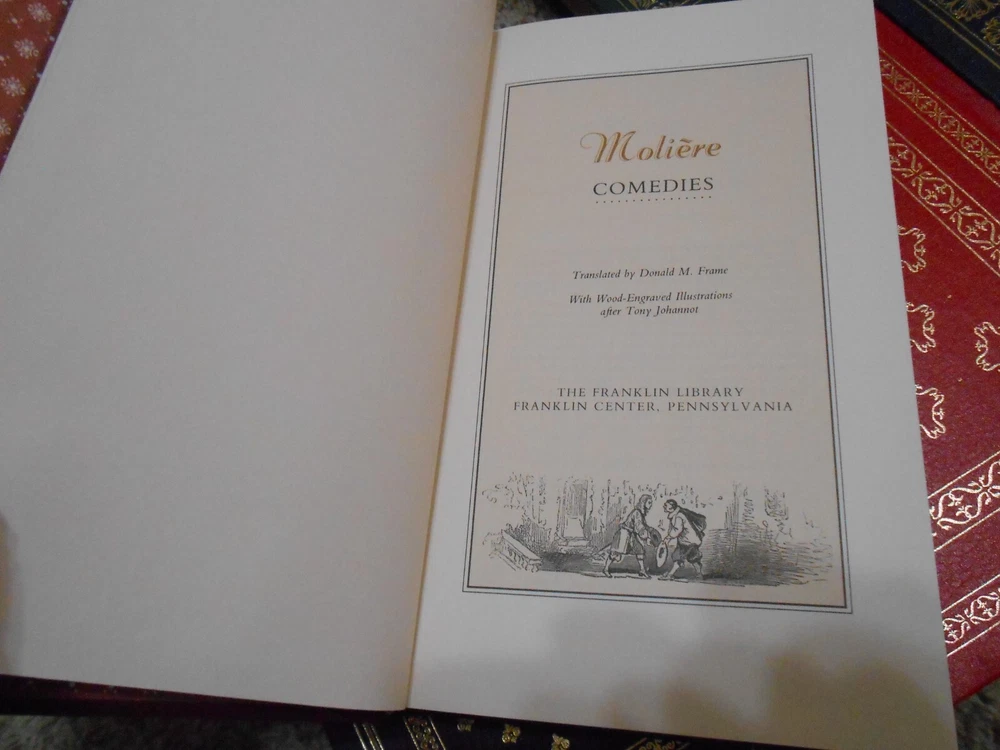 Molière
COMEDIES
Translated by Donald M. Frame
With Wood-Engraved Illustrations
after Tony Johannot
THE FRANKLIN LIBRARY
FRANKLIN CENTER, PENNSYLVANIA